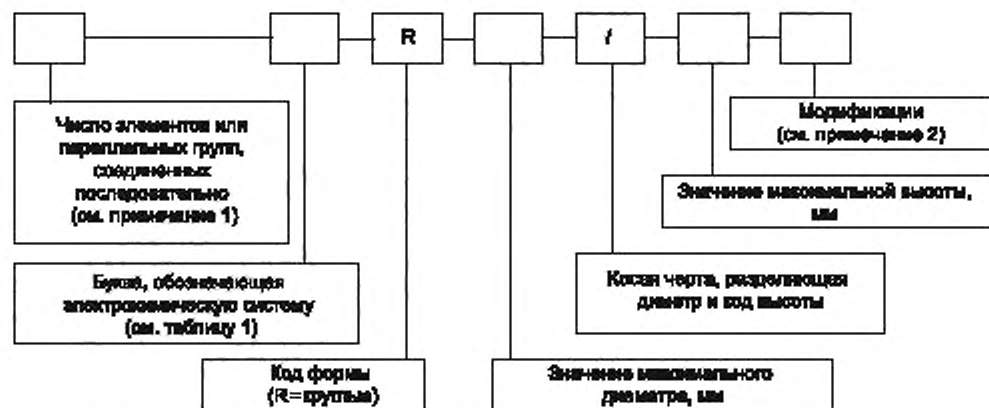 R /
Число элементов или
параллельных групп,
соединенных
последовательно
(см. примечание 1)
Модификации
(см. примечание 2)
Значение максимальной высоты,
мм
Буква, обозначающая
электрохимическую систему
(см. таблицу 1)
Косая черта, разделяющая
диаметр и код высоты
Код формы
(R=круглые)
Значение максимального
диаметра, мм